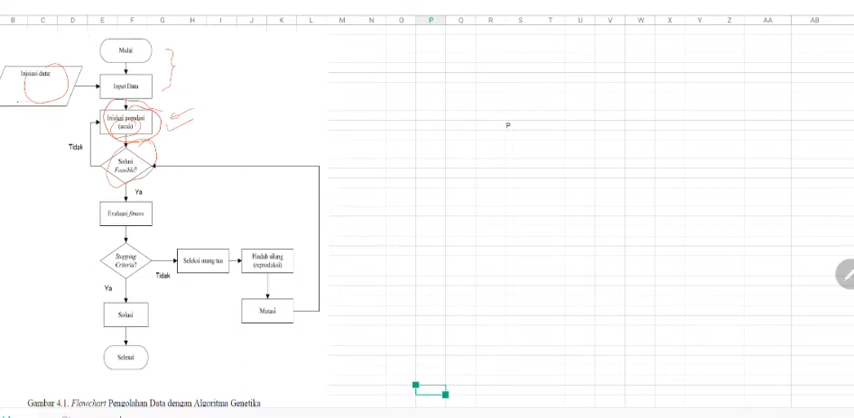 B C D E F G H I J K L M N O P Q R S T U V W X Y Z AA AB
Mulai
Inisiasi data:
Input Data
Inisiasi populasi
(acak)
P
Tidak
Solusi
Feasible?
Ya
Evaluasi fitness
Stopping
Criteria?
Tidak
Seleksi orang tua
Pindah silang
(reproduksi)
Ya
Solusi
Mutasi
Selesai
Gambar 4.1. Flowchart Pengolahan Data dengan Algoritma Genetika